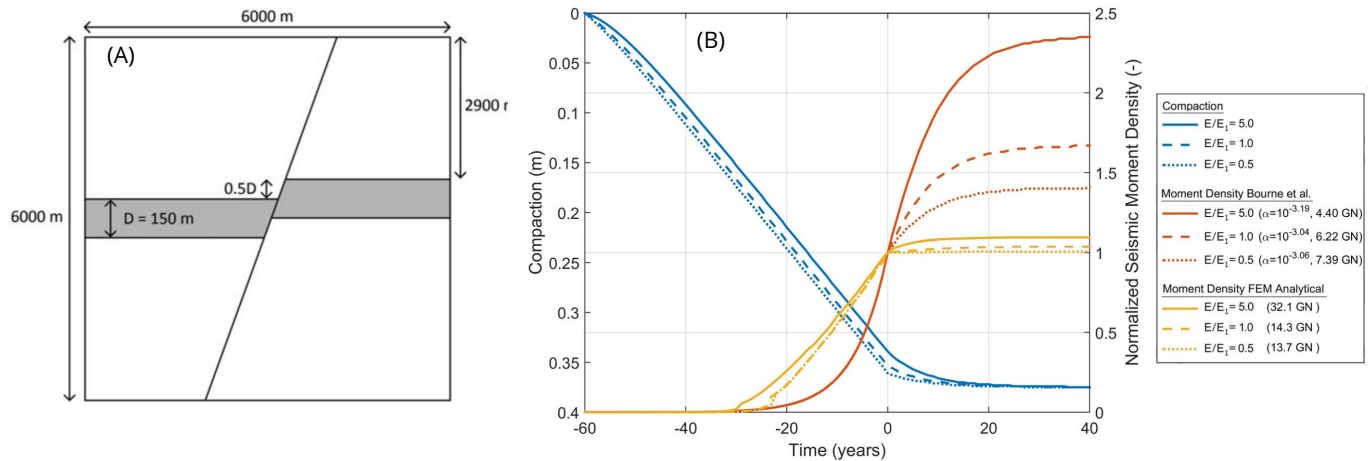 6000 m
(A)
2900 m
6000 m
0.5D
D = 150 m
(B)
Compaction (m)
0
0.05
0.1
0.15
0.2
0.25
0.3
0.35
0.4
-60
-40
-20
0
20
40
Time (years)
2.5
2
1.5
1
0.5
0
Normalized Seismic Moment Density (-)
Compaction
E/E₁= 5.0
E/E₁= 1.0
E/E₁= 0.5
Moment Density Bourne et al.
E/E₁= 5.0 (α=10⁻³·¹⁹, 4.40 GN)
E/E₁= 1.0 (α=10⁻³·⁰⁴, 6.22 GN)
E/E₁= 0.5 (α=10⁻³·⁰⁶, 7.39 GN)
Moment Density FEM Analytical
E/E₁= 5.0 (32.1 GN )
E/E₁= 1.0 (14.3 GN )
E/E₁= 0.5 (13.7 GN )